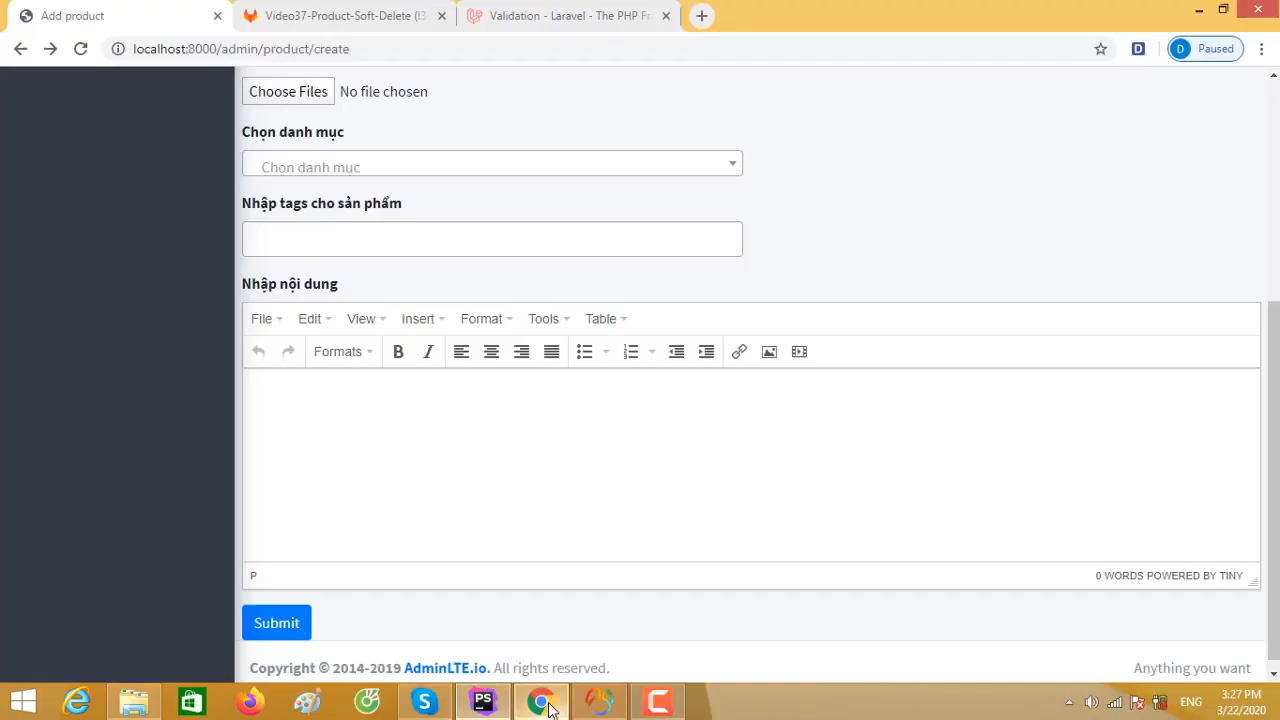 Add product
Video37-Product-Soft-Delete (13
Validation - Laravel - The PHP Fra
localhost:8000/admin/product/create
D
D Paused
Choose Files No file chosen
Chọn danh mục
Chọn danh mục
Nhập tags cho sản phẩm
Nhập nội dung
File Edit View Insert Format Tools Table
Formats B I
P
0 WORDS POWERED BY TINY
Submit
Copyright © 2014-2019 AdminLTE.io. All rights reserved.
Anything you want
PS
ENG
3:27 PM
3/22/2020